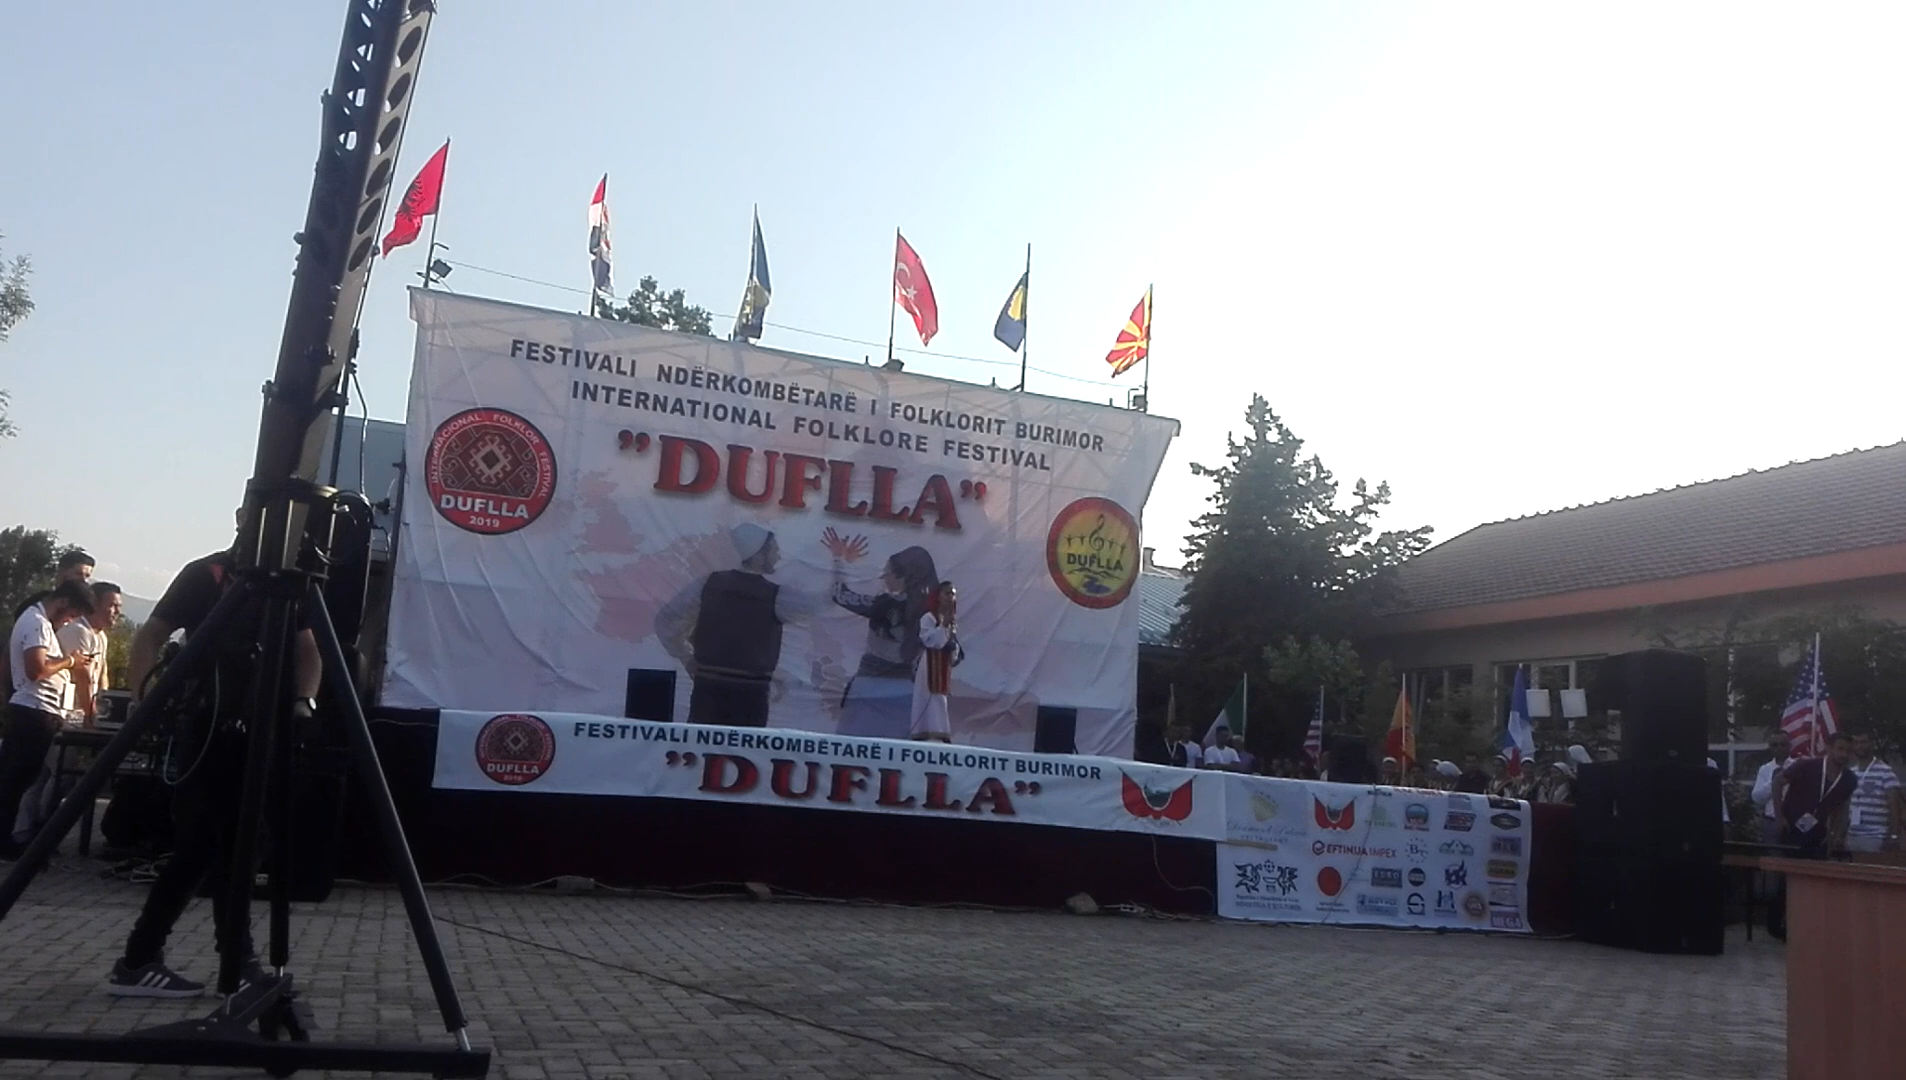 FESTIVALI NDËRKOMBËTARË I FOLKLORIT BURIMOR
INTERNATIONAL FOLKLORE FESTIVAL
"DUFLLA"
INTERNACIONAL FOLKLOR FESTIVAL
DUFLLA
2019
DUFLLA
FESTIVALI NDËRKOMBËTARË I FOLKLORIT BURIMOR
"DUFLLA"
DUFLLA
2019
EFTINUA IMPEX